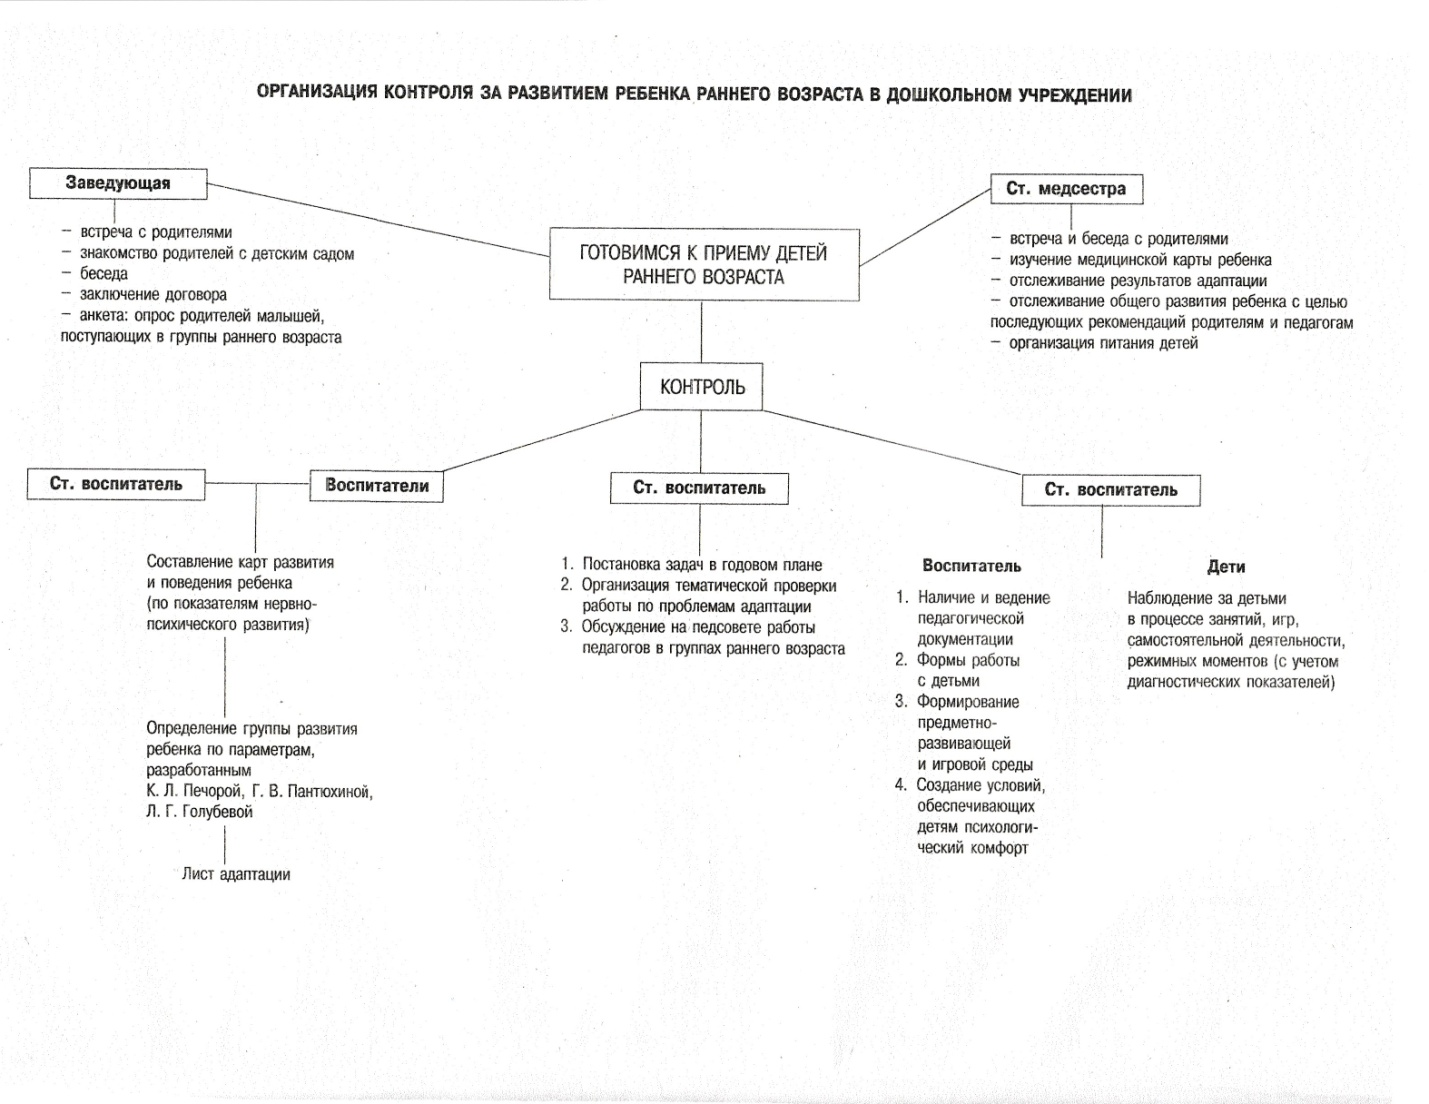 ОРГАНИЗАЦИЯ КОНТРОЛЯ ЗА РАЗВИТИЕМ РЕБЕНКА РАННЕГО ВОЗРАСТА В ДОШКОЛЬНОМ УЧРЕЖДЕНИИ
Заведующая
– встреча с родителями
– знакомство родителей с детским садом
– беседа
– заключение договора
– анкета: опрос родителей малышей,
поступающих в группы раннего возраста
ГОТОВИМСЯ К ПРИЕМУ ДЕТЕЙ
РАННЕГО ВОЗРАСТА
Ст. медсестра
– встреча и беседа с родителями
– изучение медицинской карты ребенка
– отслеживание результатов адаптации
– отслеживание общего развития ребенка с целью
последующих рекомендаций родителям и педагогам
– организация питания детей
КОНТРОЛЬ
Ст. воспитатель
Воспитатели
Составление карт развития
и поведения ребенка
(по показателям нервно-
психического развития)
Определение группы развития
ребенка по параметрам,
разработанным
К. Л. Печорой, Г. В. Пантюхиной,
Л. Г. Голубевой
Лист адаптации
Ст. воспитатель
1. Постановка задач в годовом плане
2. Организация тематической проверки
работы по проблемам адаптации
3. Обсуждение на педсовете работы
педагогов в группах раннего возраста
Ст. воспитатель
Воспитатель
1. Наличие и ведение
педагогической
документации
2. Формы работы
с детьми
3. Формирование
предметно-
развивающей
и игровой среды
4. Создание условий,
обеспечивающих
детям психологи-
ческий комфорт
Дети
Наблюдение за детьми
в процессе занятий, игр,
самостоятельной деятельности,
режимных моментов (с учетом
диагностических показателей)